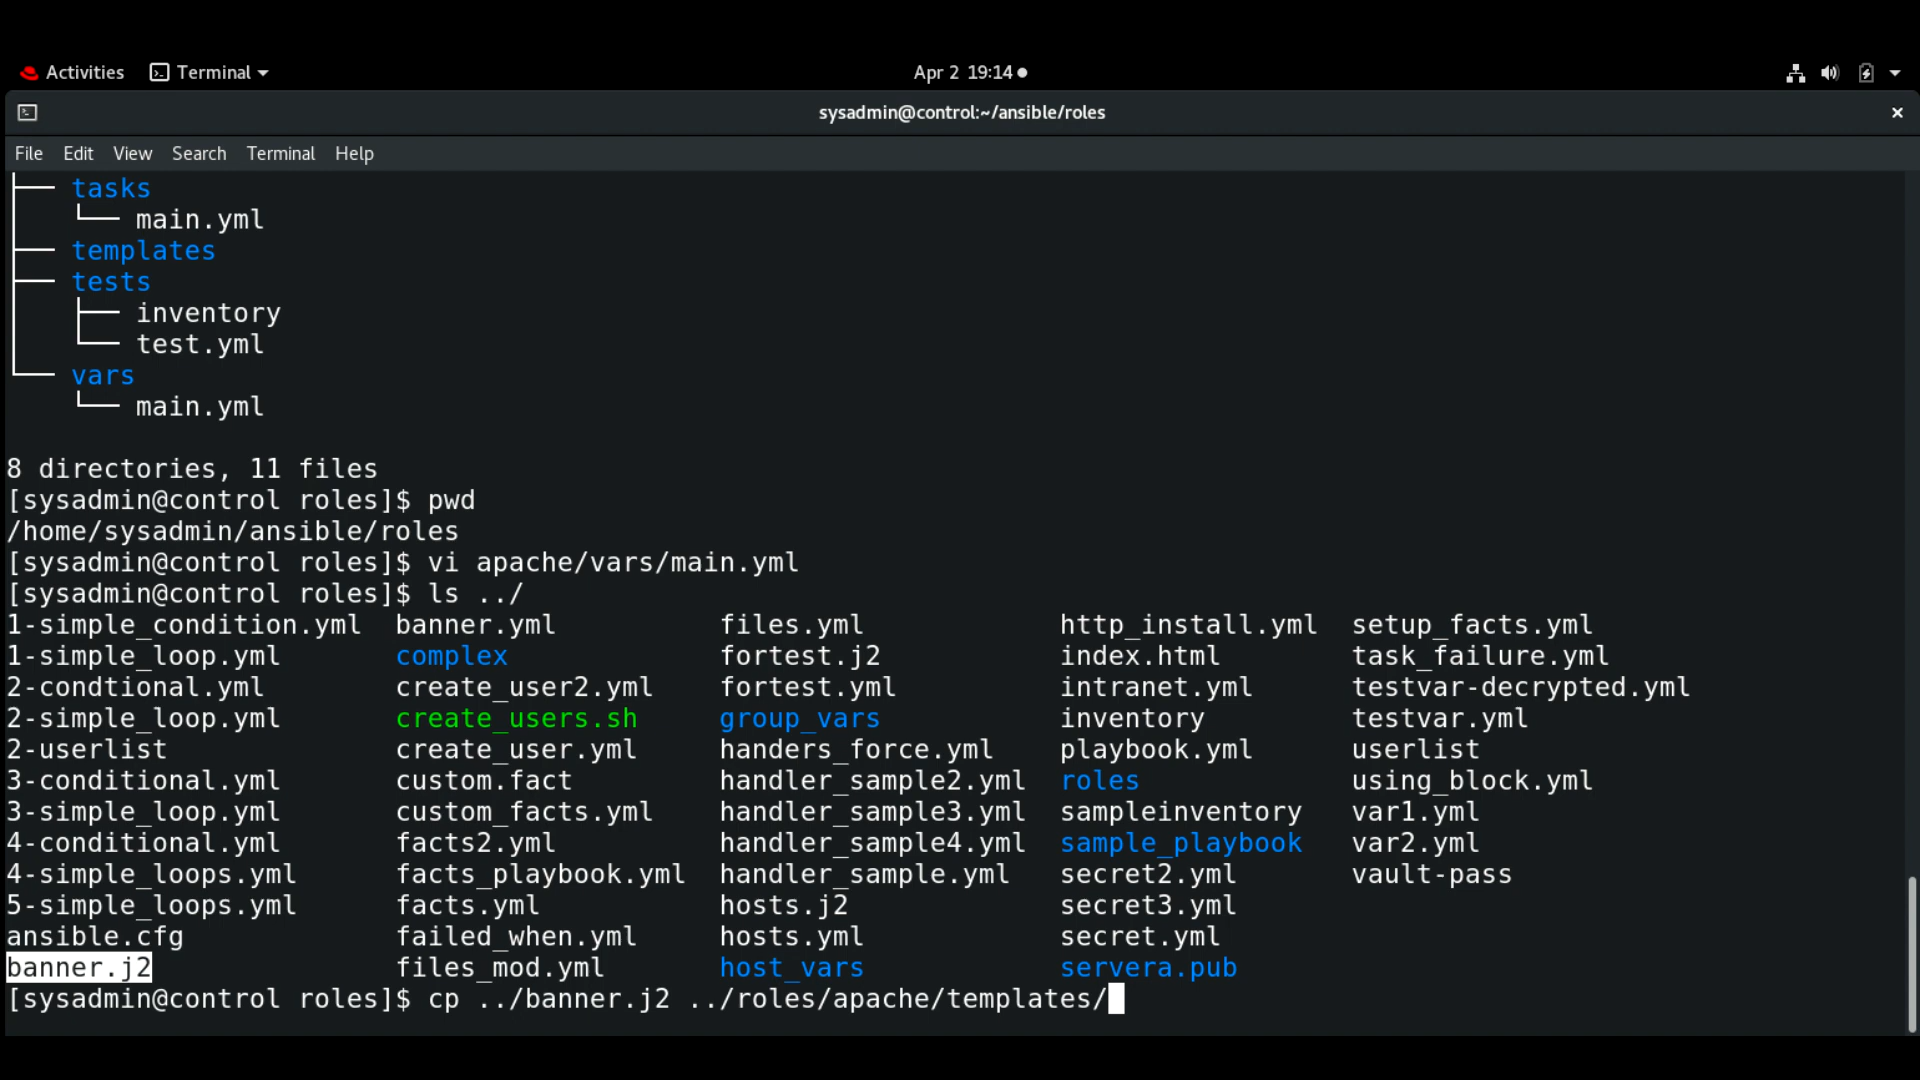 Activities Terminal Apr 2 19:14
sysadmin@control:~/ansible/roles ×
File Edit View Search Terminal Help
├── tasks
│   └── main.yml
├── templates
├── tests
│   ├── inventory
│   └── test.yml
└── vars
    └── main.yml
8 directories, 11 files
[sysadmin@control roles]$ pwd
/home/sysadmin/ansible/roles
[sysadmin@control roles]$ vi apache/vars/main.yml
[sysadmin@control roles]$ ls ../
1-simple_condition.yml banner.yml files.yml http_install.yml setup_facts.yml
1-simple_loop.yml complex fortest.j2 index.html task_failure.yml
2-condtional.yml create_user2.yml fortest.yml intranet.yml testvar-decrypted.yml
2-simple_loop.yml create_users.sh group_vars inventory testvar.yml
2-userlist create_user.yml handers_force.yml playbook.yml userlist
3-conditional.yml custom.fact handler_sample2.yml roles using_block.yml
3-simple_loop.yml custom_facts.yml handler_sample3.yml sampleinventory var1.yml
4-conditional.yml facts2.yml handler_sample4.yml sample_playbook var2.yml
4-simple_loops.yml facts_playbook.yml handler_sample.yml secret2.yml vault-pass
5-simple_loops.yml facts.yml hosts.j2 secret3.yml
ansible.cfg failed_when.yml hosts.yml secret.yml
banner.j2 files_mod.yml host_vars servera.pub
[sysadmin@control roles]$ cp ../banner.j2 ../roles/apache/templates/